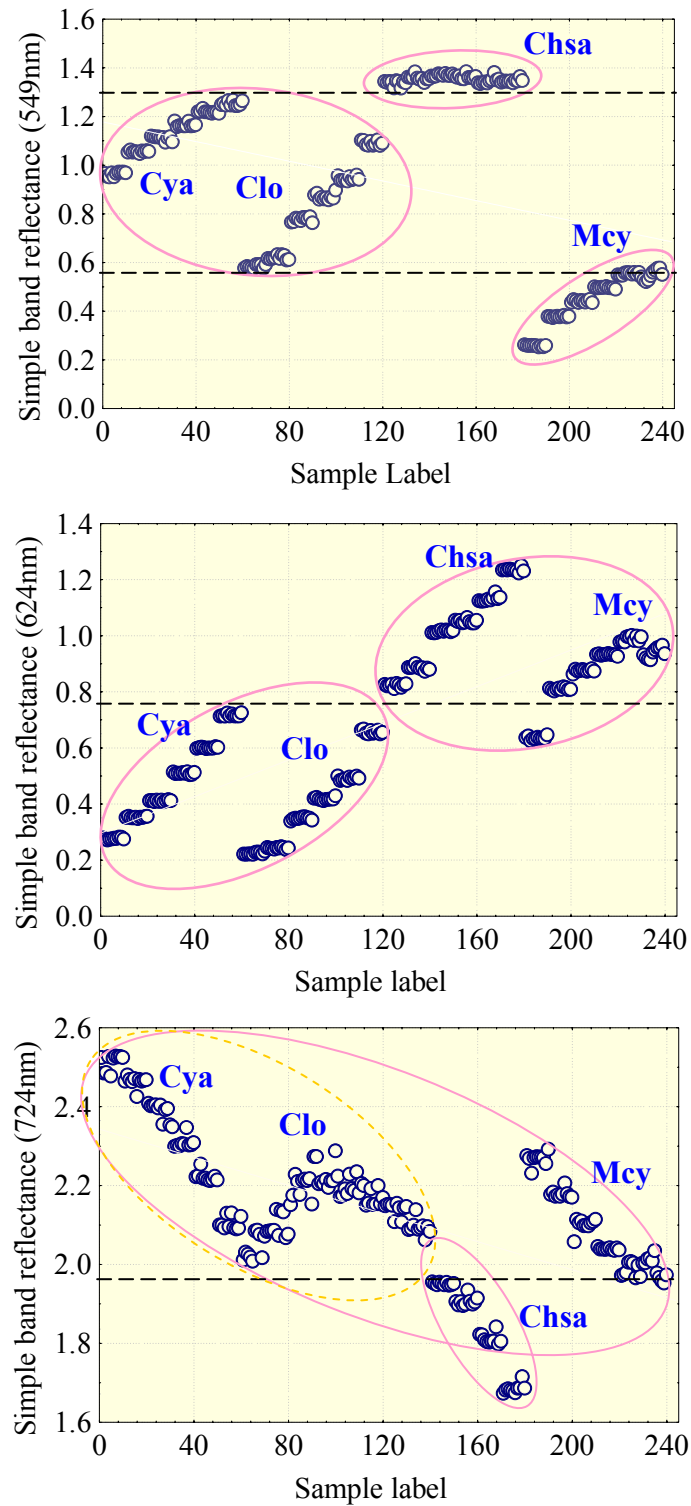 Simple band reflectance (549nm)
1.6
1.4
1.2
1.0
0.8
0.6
0.4
0.2
0.0
Chsa
Cya
Clo
Mcy
0 40 80 120 160 200 240
Sample Label
Simple band reflectance (624nm)
1.4
1.2
1.0
0.8
0.6
0.4
0.2
0.0
Chsa
Mcy
Cya
Clo
0 40 80 120 160 200 240
Sample label
Simple band reflectance (724nm)
2.6
2.4
2.2
2.0
1.8
1.6
Cya
Clo
Mcy
Chsa
0 40 80 120 160 200 240
Sample label